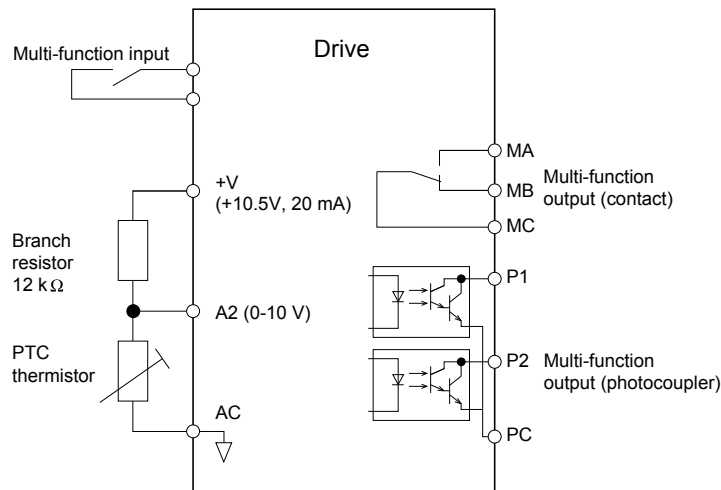 Drive
Multi-function input
MA
MB
MC
Multi-function
output (contact)
+V
(+10.5V, 20 mA)
Branch
resistor
12 kΩ
P1
A2 (0-10 V)
PTC
thermistor
P2
Multi-function
output (photocoupler)
AC
PC